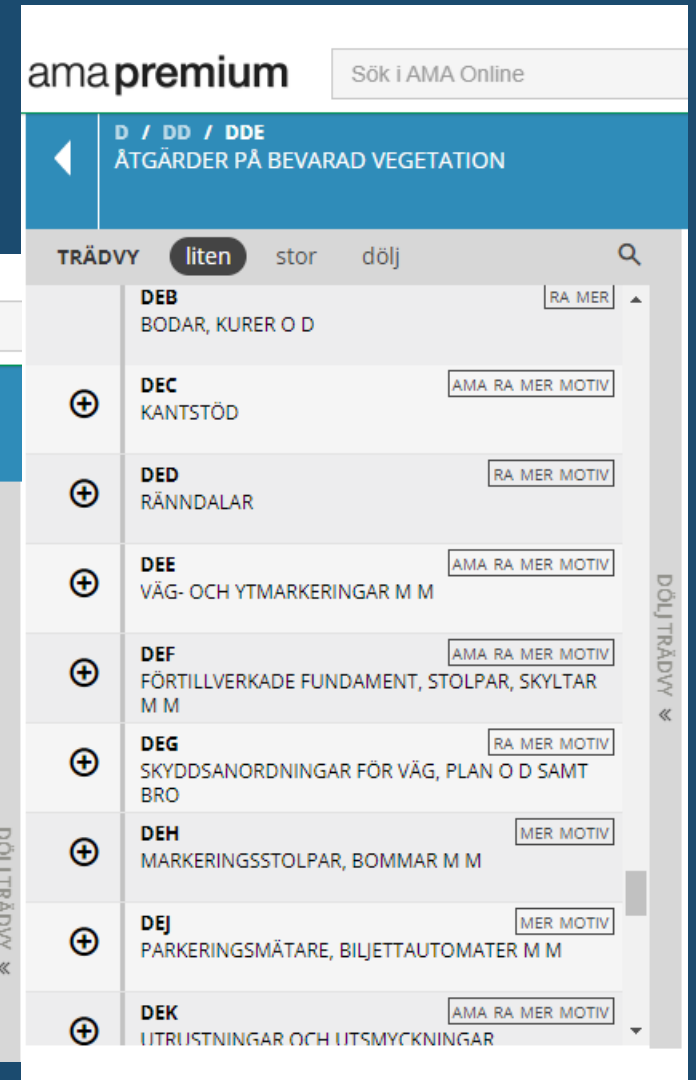 amapremium
Sök i AMA Online
D / DD / DDE
ÅTGÄRDER PÅ BEVARAD VEGETATION
TRÄDVY liten stor dölj
DEB RA MER
BODAR, KURER O D
DEC AMA RA MER MOTIV
KANTSTÖD
DED RA MER MOTIV
RÄNNDALAR
DEE AMA RA MER MOTIV
VÄG- OCH YTMARKERINGAR M M
DEF AMA RA MER MOTIV
FÖRTILLVERKADE FUNDAMENT, STOLPAR, SKYLTAR
M M
DEG RA MER MOTIV
SKYDDSANORDNINGAR FÖR VÄG, PLAN O D SAMT
BRO
DEH MER MOTIV
MARKERINGSSTOLPAR, BOMMAR M M
DEJ MER MOTIV
PARKERINGSMÄTARE, BILJETTAUTOMATER M M
DEK AMA RA MER MOTIV
UTRUSTNINGAR OCH UTSMYCKNINGAR
DÖLJ TRÄDVY «
DÖLJ TRÄDVY «